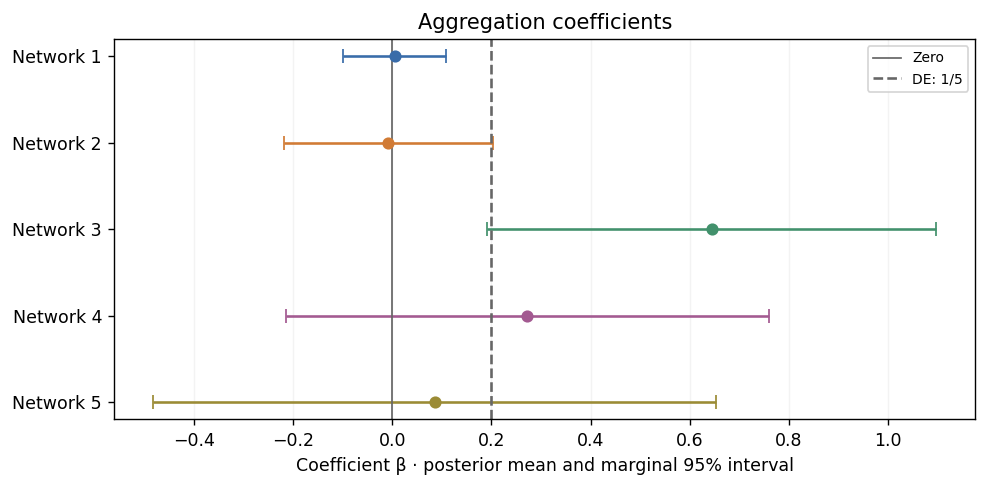 Aggregation coefficients
Network 1
Network 2
Network 3
Network 4
Network 5
Zero
DE: 1/5
−0.4 −0.2 0.0 0.2 0.4 0.6 0.8 1.0
Coefficient β · posterior mean and marginal 95% interval